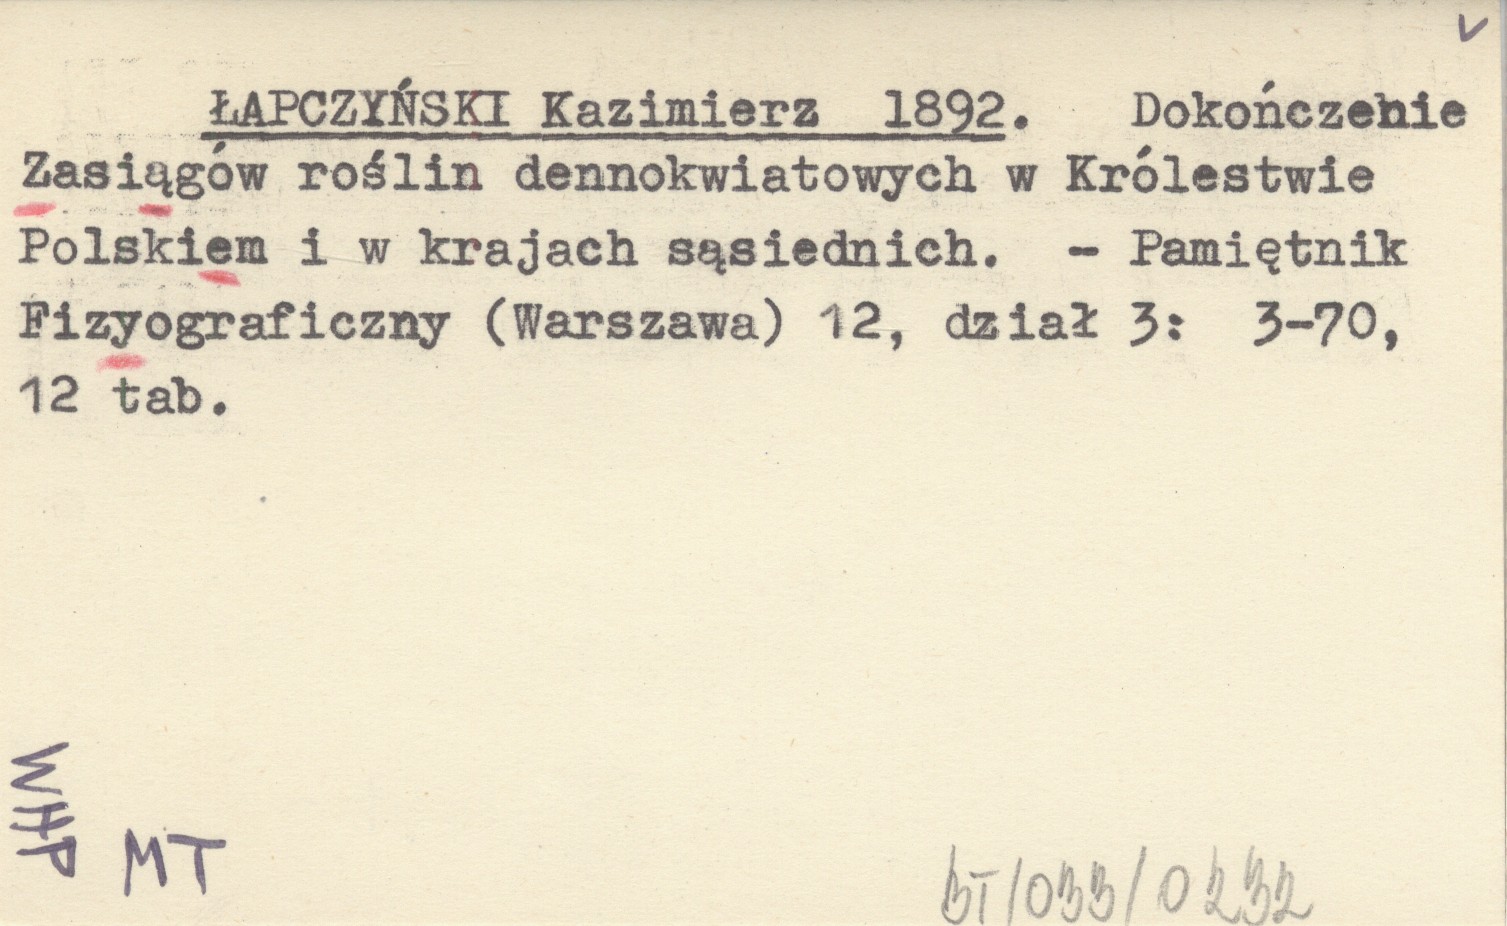 V
ŁAPCZYŃSKI Kazimierz 1892. Dokończenie
Zasiągów roślin dennokwiatowych w Królestwie
Polskiem i w krajach sąsiednich. - Pamiętnik
Fizyograficzny (Warszawa) 12, dział 3: 3-70,
12 tab.
WHP
MT
BT/033/0232